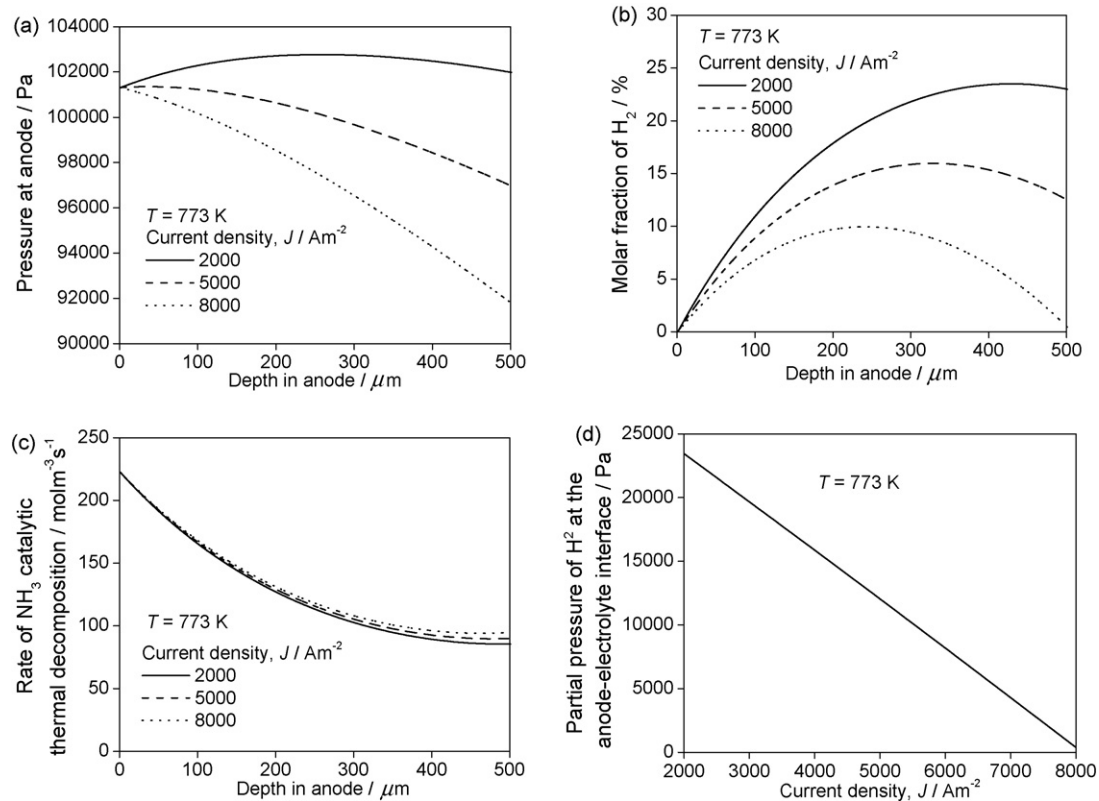 (a)
Pressure at anode / Pa
104000
102000
100000
98000
96000
94000
92000
90000
T = 773 K
Current density, J / Am⁻²
2000
5000
8000
0 100 200 300 400 500
Depth in anode / μm
(b)
Molar fraction of H₂ / %
30
25
20
15
10
5
0
T = 773 K
Current density, J / Am⁻²
2000
5000
8000
0 100 200 300 400 500
Depth in anode / μm
(c)
Rate of NH₃ catalytic
thermal decomposition / molm⁻³s⁻¹
250
200
150
100
50
0
T = 773 K
Current density, J / Am⁻²
2000
5000
8000
0 100 200 300 400 500
Depth in anode / μm
(d)
Partial pressure of H² at the
anode-electrolyte interface / Pa
25000
20000
15000
10000
5000
0
T = 773 K
2000 3000 4000 5000 6000 7000 8000
Current density, J / Am⁻²